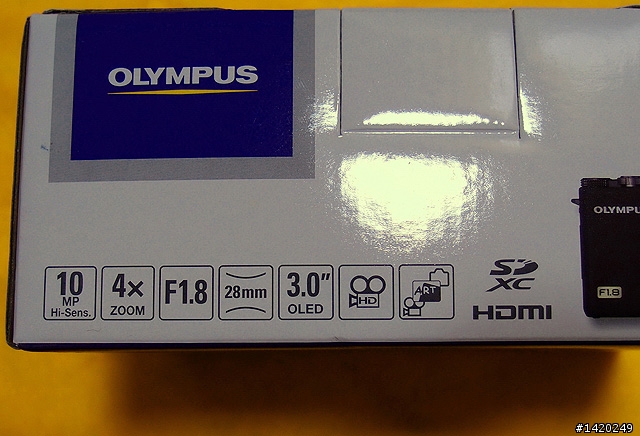 OLYMPUS
OLYMPU
F1.8
10
MP
Hi-Sens.
4×
ZOOM
F1.8
28mm
3.0"
OLED
HD
ART
SD
XC
HDMI
#1420249